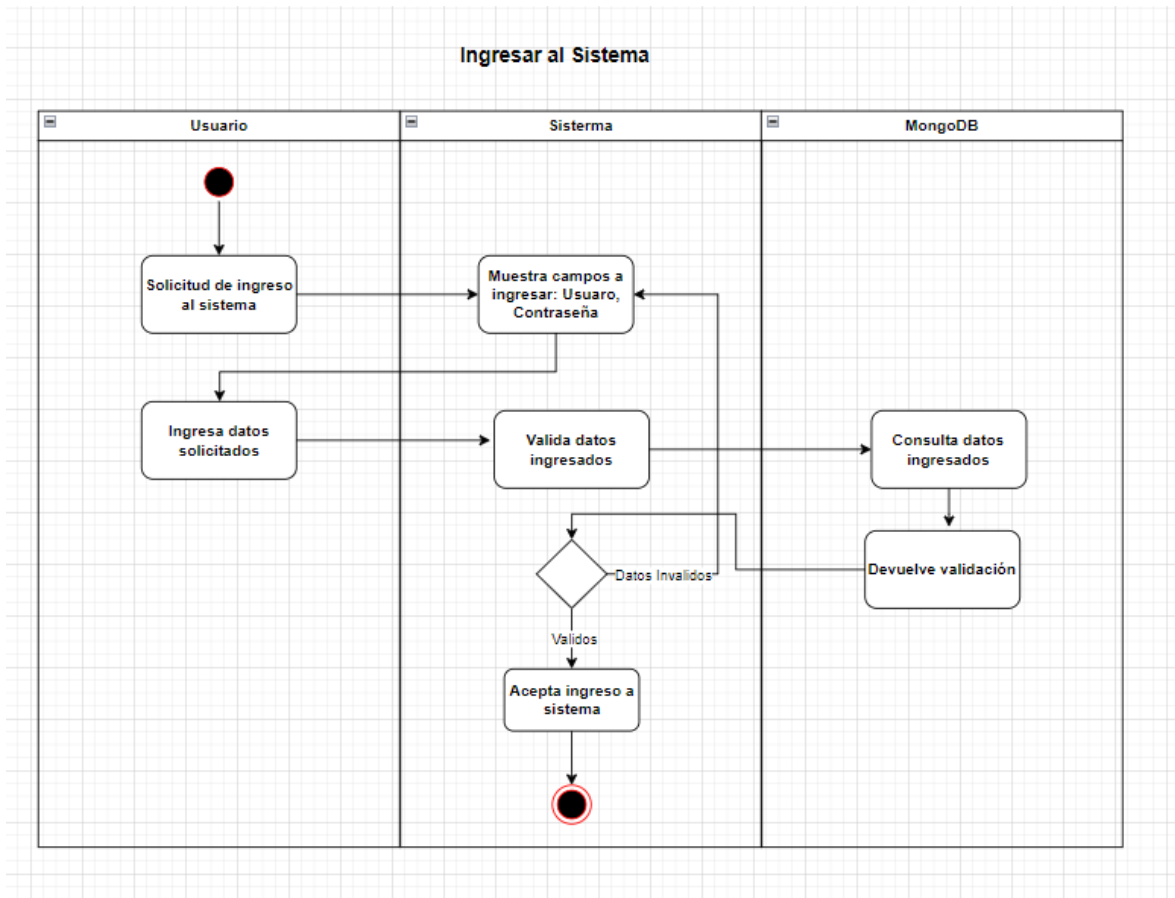 Ingresar al Sistema
Usuario
Sisterma
MongoDB
Solicitud de ingreso
al sistema
Muestra campos a
ingresar: Usuaro,
Contraseña
Ingresa datos
solicitados
Valida datos
ingresados
Consulta datos
ingresados
Devuelve validación
Datos Invalidos
Validos
Acepta ingreso a
sistema